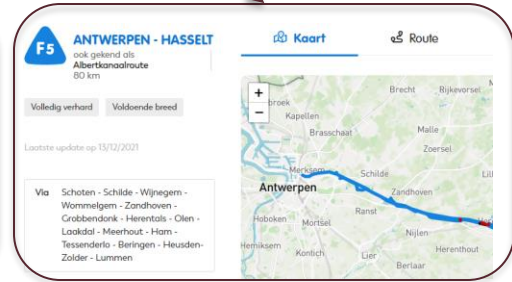 F5
ANTWERPEN - HASSELT
ook gekend als
Albertkanaalroute
80 km
Volledig verhard
Voldoende breed
Laatste update op 13/12/2021
Via
Schoten - Schilde - Wijnegem -
Wommelgem - Zandhoven -
Grobbendonk - Herentals - Olen -
Laakdal - Meerhout - Ham -
Tessenderlo - Beringen - Heusden-
Zolder - Lummen
Kaart
Route
+
−
broek
Brecht
Rijkevorsel
Kapellen
Brasschaat
Malle
Zoersel
Merksem
Schilde
Antwerpen
Zandhoven
Hoboken
Mortsel
Ranst
Nijlen
Hemiksem
Kontich
Lier
Herenthout
Berlaar